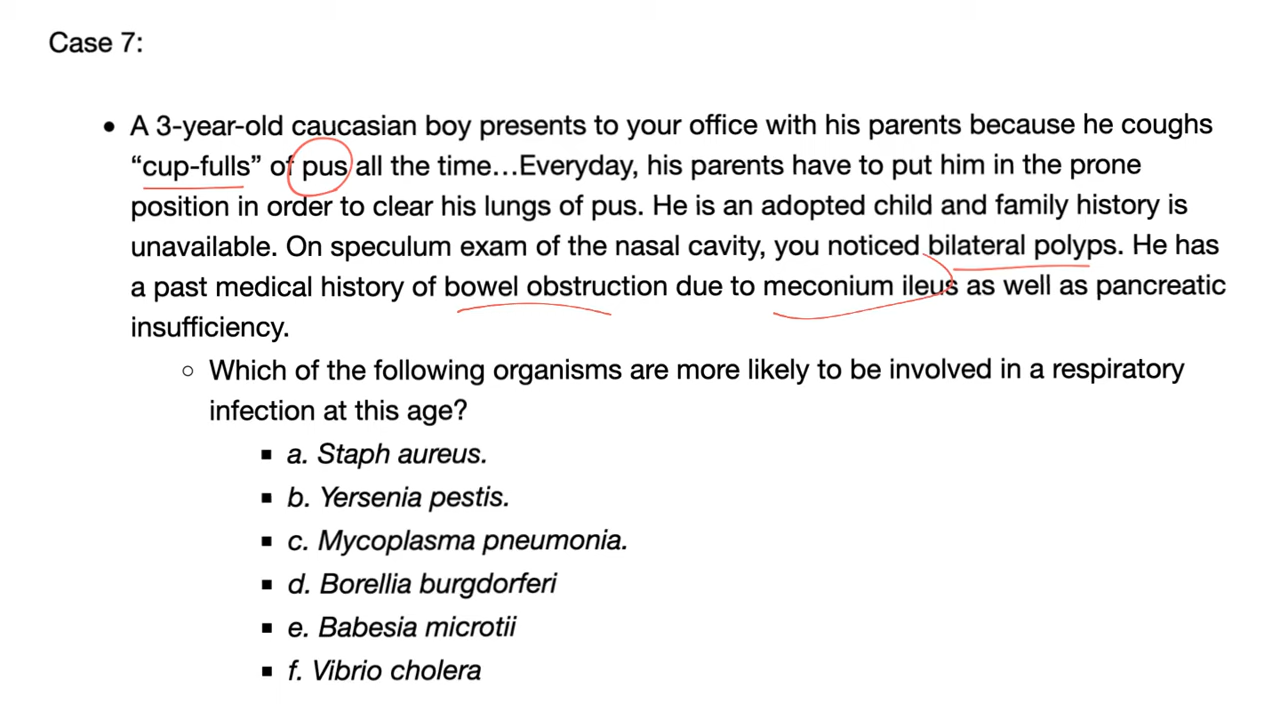 Case 7:
• A 3-year-old caucasian boy presents to your office with his parents because he coughs
“cup-fulls” of pus all the time...Everyday, his parents have to put him in the prone
position in order to clear his lungs of pus. He is an adopted child and family history is
unavailable. On speculum exam of the nasal cavity, you noticed bilateral polyps. He has
a past medical history of bowel obstruction due to meconium ileus as well as pancreatic
insufficiency.
◦ Which of the following organisms are more likely to be involved in a respiratory
infection at this age?
▪ a. Staph aureus.
▪ b. Yersenia pestis.
▪ c. Mycoplasma pneumonia.
▪ d. Borellia burgdorferi
▪ e. Babesia microtii
▪ f. Vibrio cholera